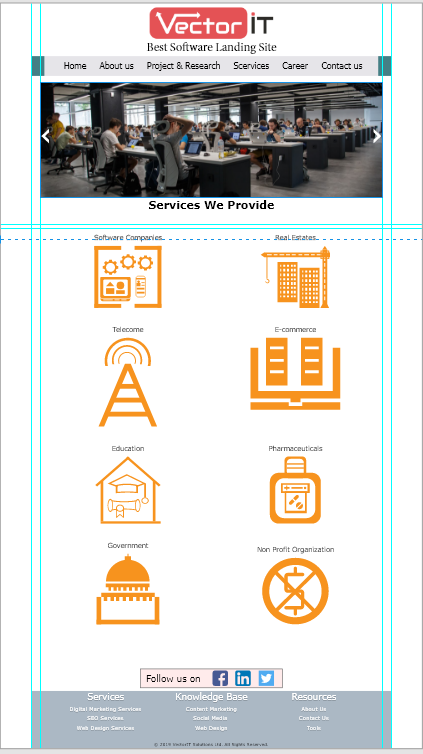 Vector iT
Best Software Landing Site
Home About us Project & Research Scervices Career Contact us
Services We Provide
Software Companies Real Estates
Telecome E-commerce
Education Pharmaceuticals
Government Non Profit Organization
Follow us on
Services Knowledge Base Resources
Digital Marketing Services Content Marketing About Us
SEO Services Social Media Contact Us
Web Design Services Web Design Tools
© 2019 VectorIT Solutions Ltd. All Rights Reserved.